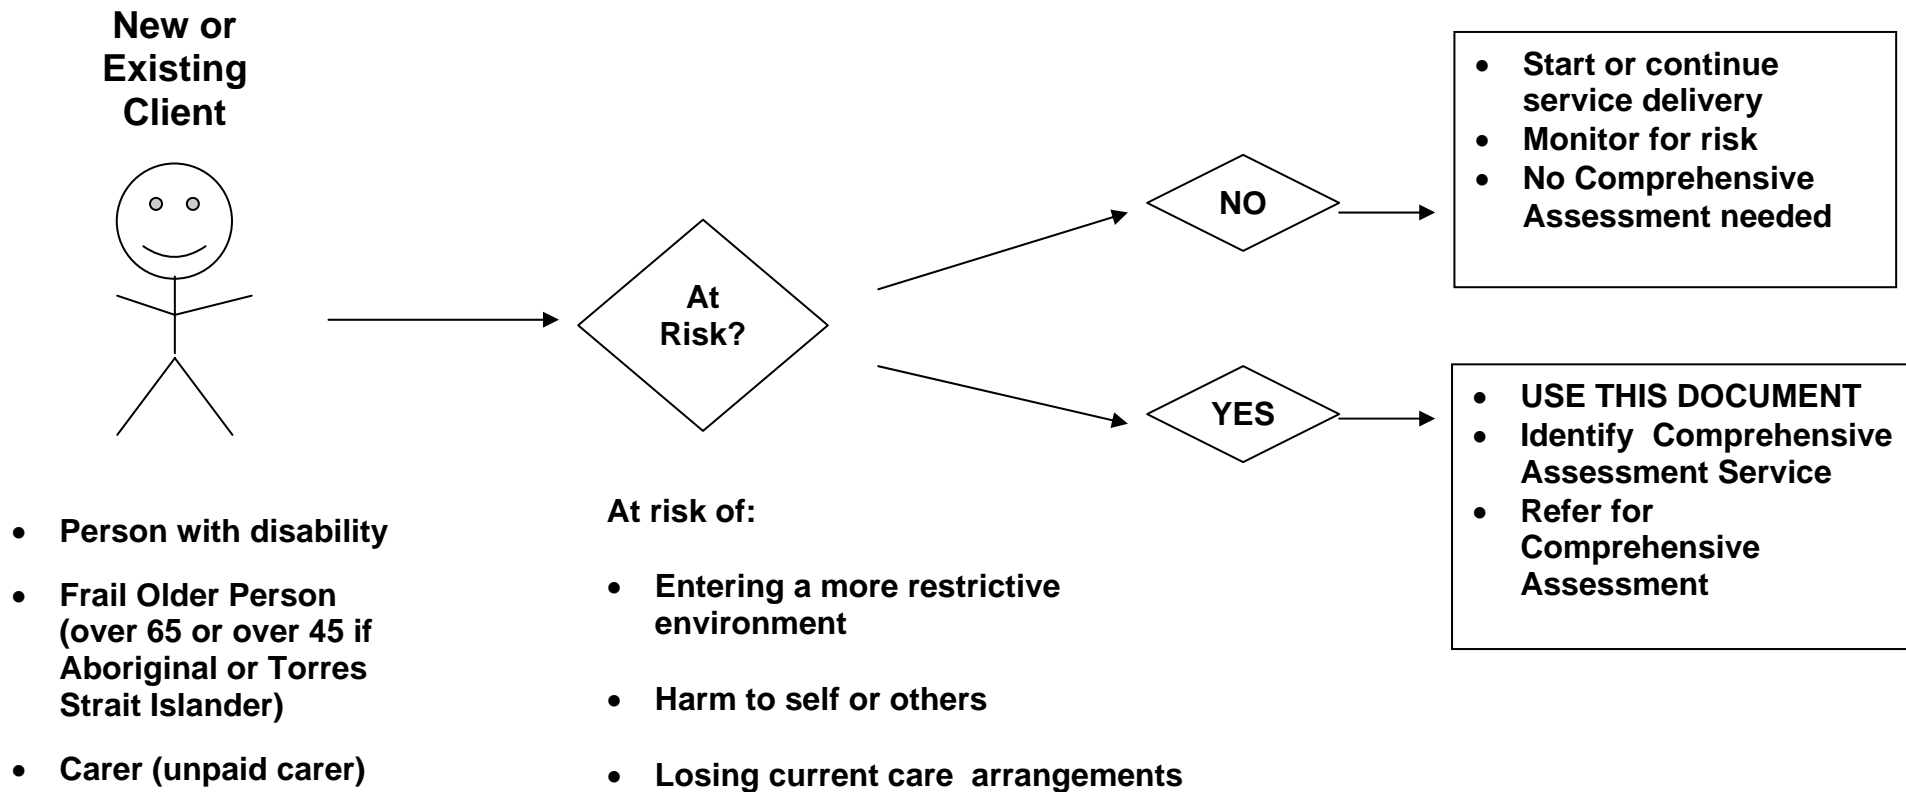 New or
Existing
Client
At
Risk?
NO
• Start or continue
service delivery
• Monitor for risk
• No Comprehensive
Assessment needed
YES
• USE THIS DOCUMENT
• Identify Comprehensive
Assessment Service
• Refer for
Comprehensive
Assessment
• Person with disability
• Frail Older Person
(over 65 or over 45 if
Aboriginal or Torres
Strait Islander)
• Carer (unpaid carer)
At risk of:
• Entering a more restrictive
environment
• Harm to self or others
• Losing current care arrangements